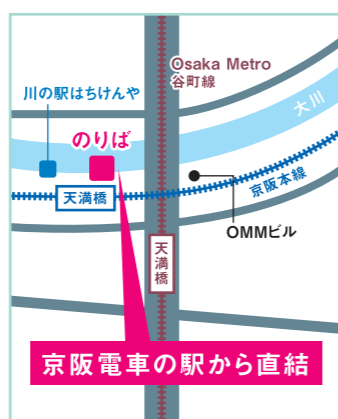 Osaka Metro
谷町線
川の駅はちけんや
大川
のりば
京阪本線
天満橋
OMMビル
天満橋
京阪電車の駅から直結